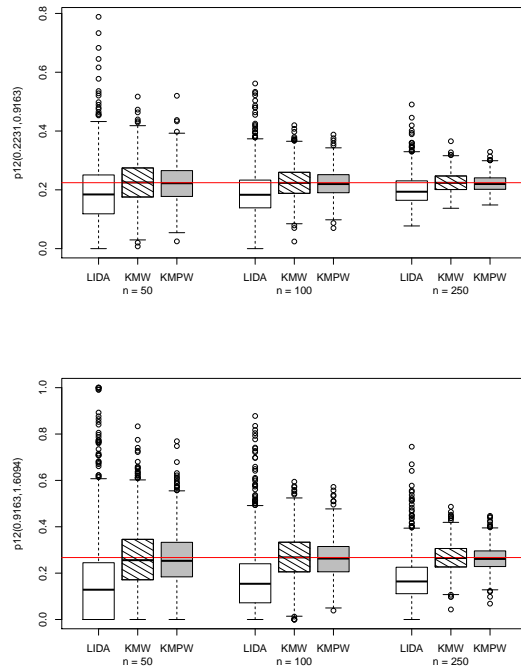 p12(0.2231,0.9163)
0.8
0.6
0.4
0.2
0.0
LIDA KMW KMPW LIDA KMW KMPW LIDA KMW KMPW
n = 50 n = 100 n = 250
p12(0.9163,1.6094)
1.0
0.8
0.6
0.4
0.2
0.0
LIDA KMW KMPW LIDA KMW KMPW LIDA KMW KMPW
n = 50 n = 100 n = 250